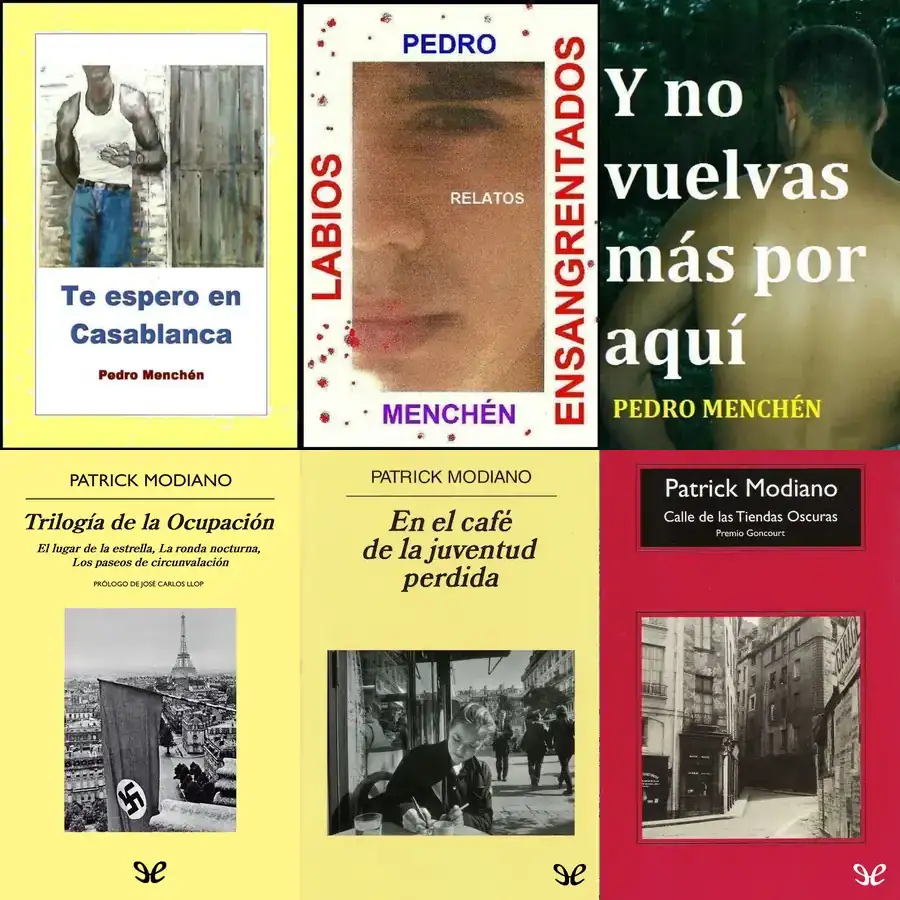 Te espero en
Casablanca
Pedro Menchén
PEDRO
LABIOS
RELATOS
ENSANGRENTADOS
MENCHÉN
Y no
vuelvas
más por
aquí
PEDRO MENCHÉN
PATRICK MODIANO
Trilogía de la Ocupación
El lugar de la estrella, La ronda nocturna,
Los paseos de circunvalación
PRÓLOGO DE JOSÉ CARLOS LLOP
PATRICK MODIANO
En el café
de la juventud
perdida
Patrick Modiano
Calle de las Tiendas Oscuras
Premio Goncourt